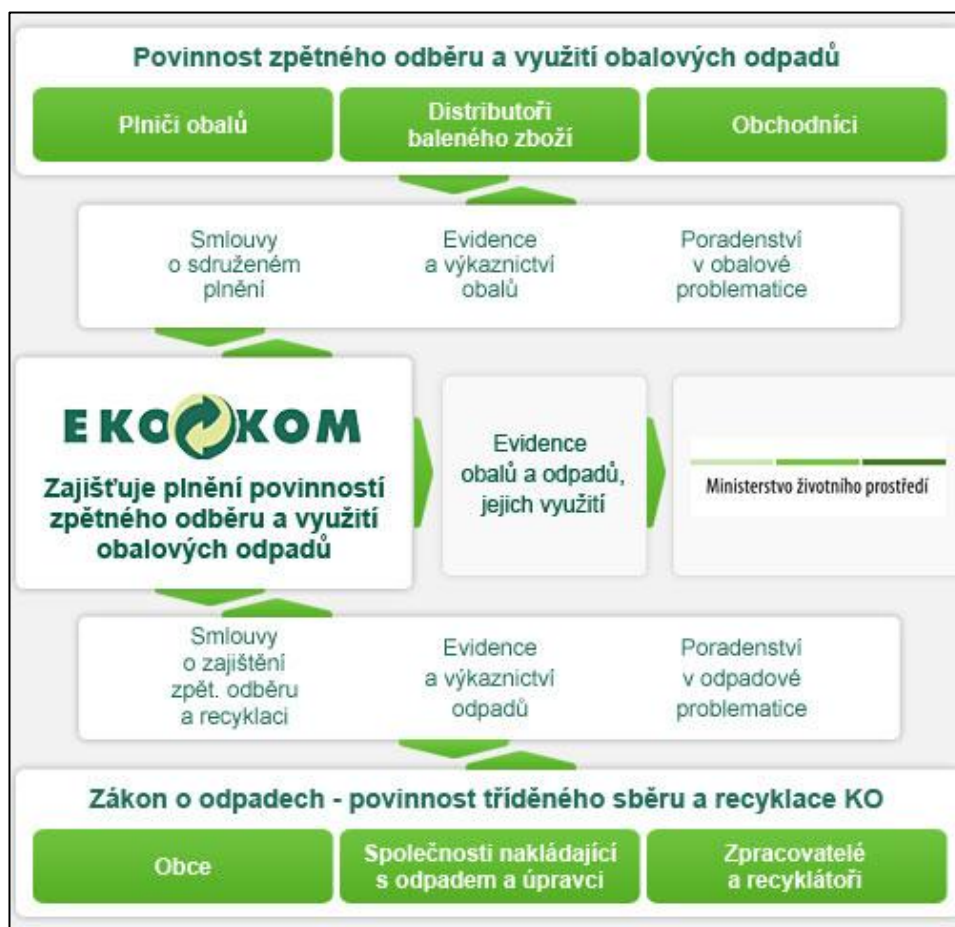 Povinnost zpětného odběru a využití obalových odpadů
Plniči obalů
Distributoři
baleného zboží
Obchodníci
Smlouvy
o sdruženém
plnění
Evidence
a výkaznictví
obalů
Poradenství
v obalové
problematice
EKO KOM
Zajišťuje plnění povinností
zpětného odběru a využití
obalových odpadů
Evidence
obalů a odpadů,
jejich využití
Ministerstvo životního prostředí
Smlouvy
o zajištění
zpět. odběru
a recyklaci
Evidence
a výkaznictví
odpadů
Poradenství
v odpadové
problematice
Zákon o odpadech - povinnost tříděného sběru a recyklace KO
Obce
Společnosti nakládající
s odpadem a úpravci
Zpracovatelé
a recyklátoři